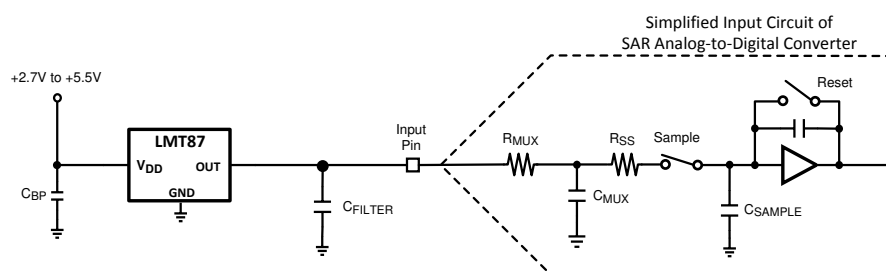 Simplified Input Circuit of
SAR Analog-to-Digital Converter
+2.7V to +5.5V
Reset
LMT87
Input
Pin
RMUX
RSS
Sample
VDD
OUT
GND
CBP
CFILTER
CMUX
CSAMPLE